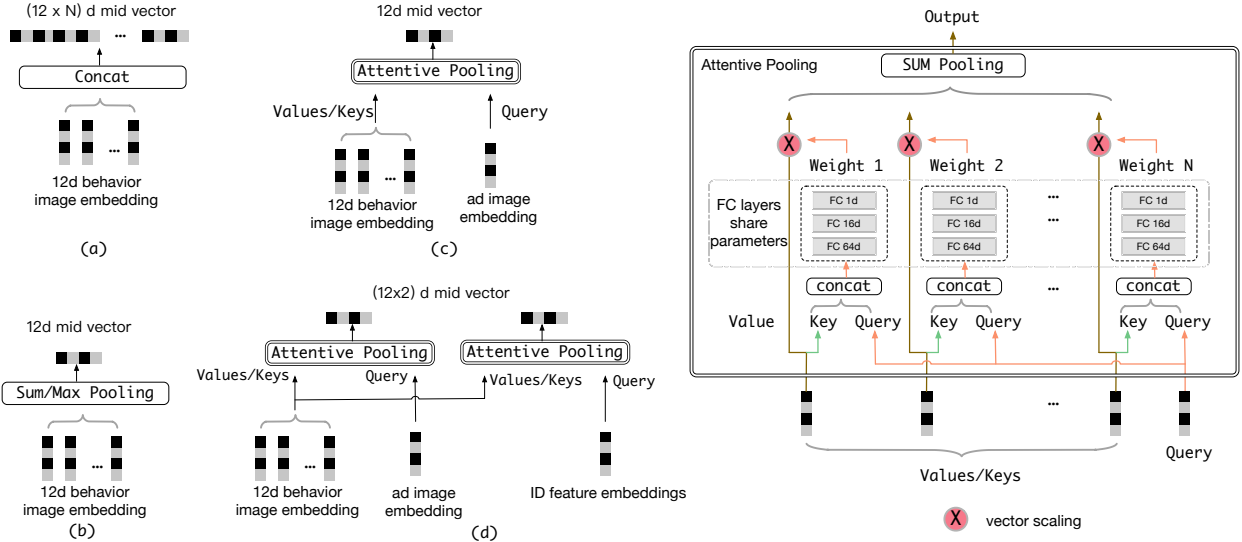 (12 x N) d mid vector
...
Concat
...
12d behavior
image embedding
(a)
12d mid vector
Sum/Max Pooling
...
12d behavior
image embedding
(b)
12d mid vector
Attentive Pooling
Values/Keys
Query
...
12d behavior
image embedding
ad image
embedding
(c)
(12x2) d mid vector
Attentive Pooling
Attentive Pooling
Values/Keys
Query
Values/Keys
Query
...
12d behavior
image embedding
ad image
embedding
ID feature embeddings
(d)
Output
Attentive Pooling
SUM Pooling
X
X
X
Weight 1
Weight 2
Weight N
FC layers
share
parameters
FC 1d
FC 16d
FC 64d
FC 1d
FC 16d
FC 64d
...
...
FC 1d
FC 16d
FC 64d
concat
concat
...
concat
Value
Key
Query
Key
Query
Key
Query
...
Query
Values/Keys
X
vector scaling